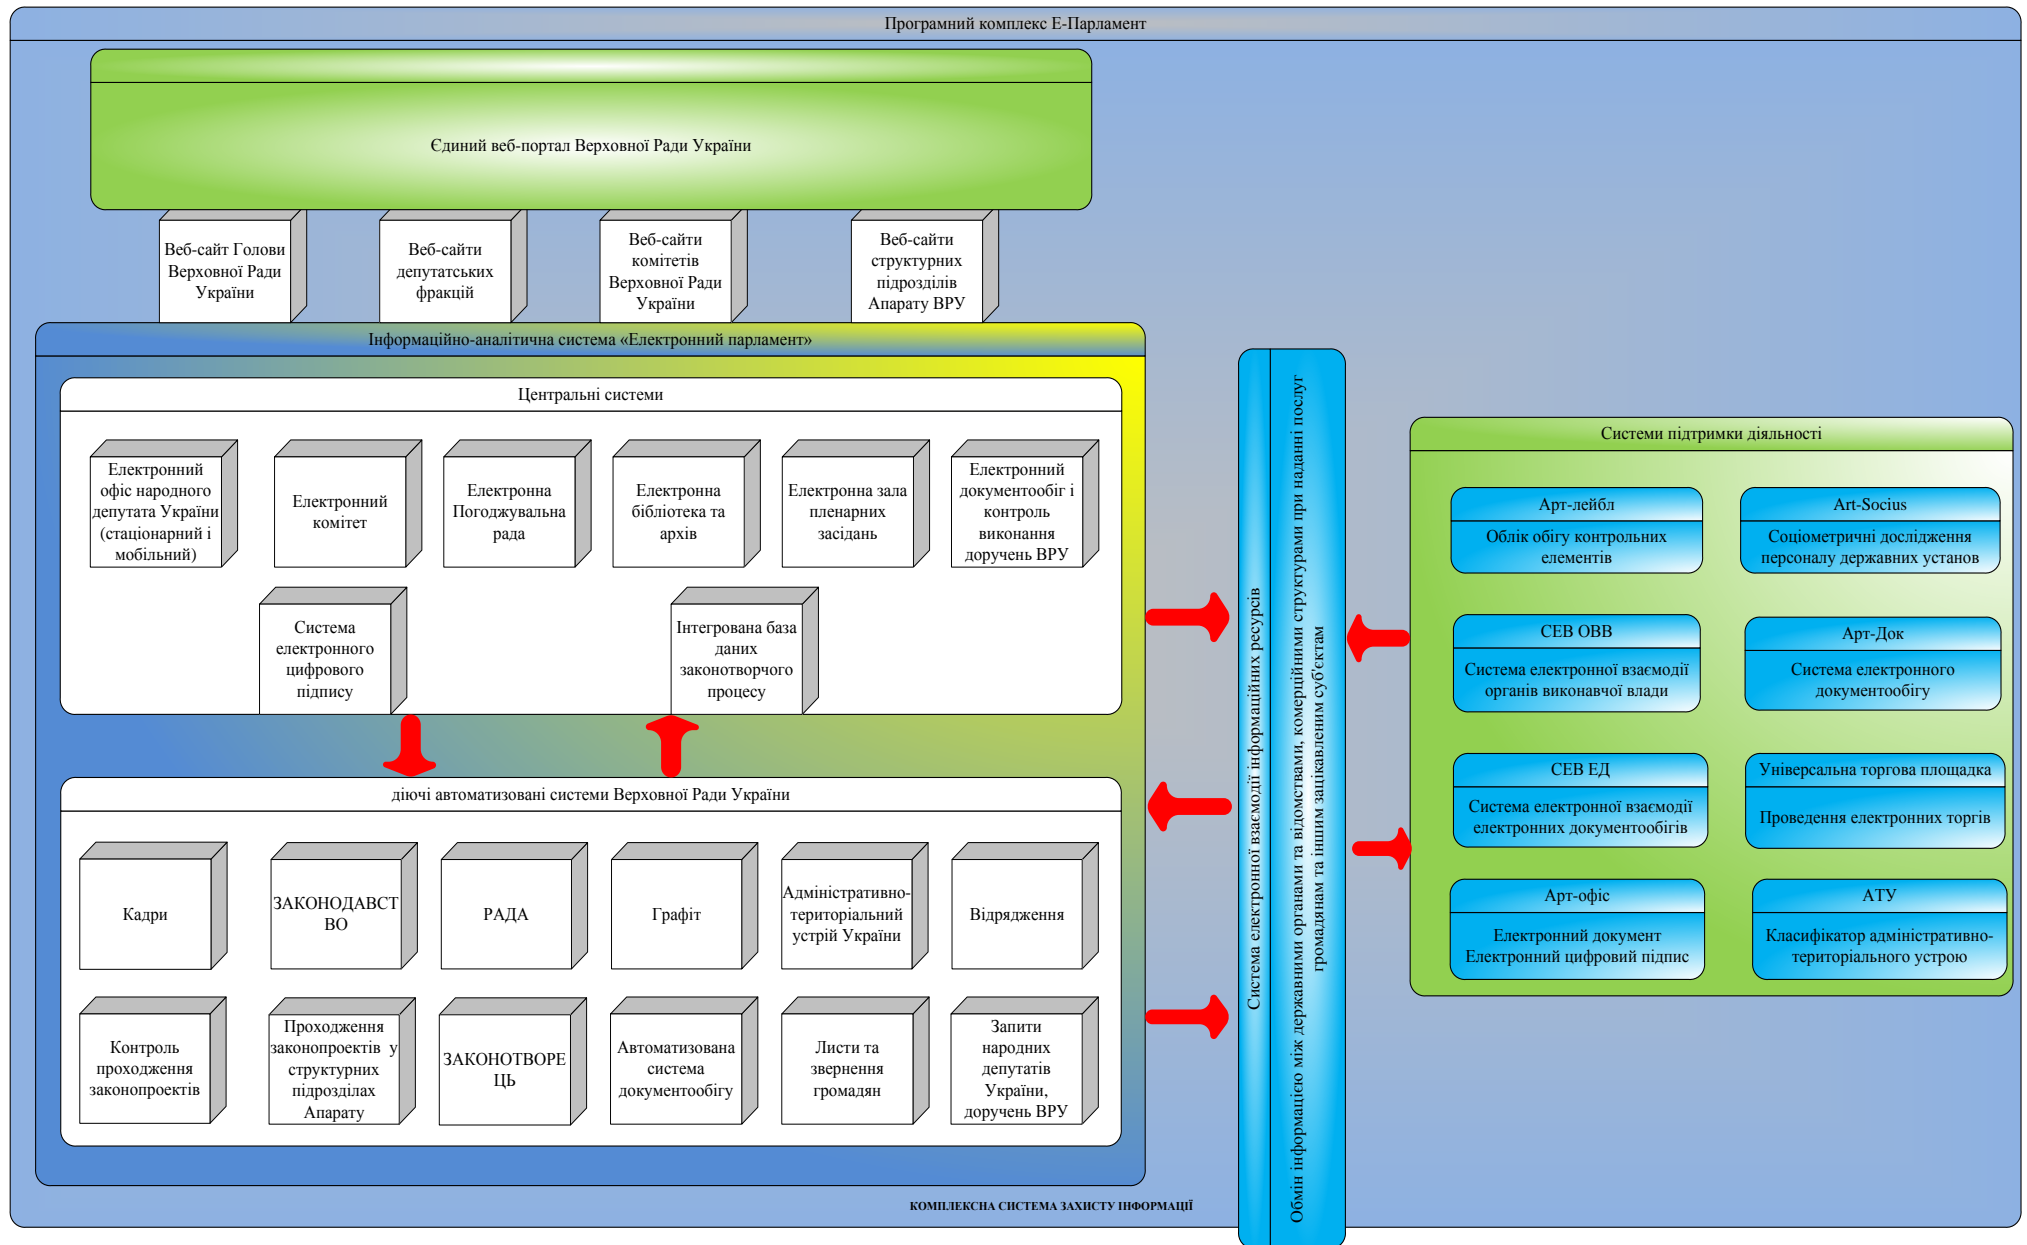 Програмний комплекс Е-Парламент
Єдиний веб-портал Верховної Ради України
Веб-сайт Голови
Верховної Ради
України
Веб-сайти
депутатських
фракцій
Веб-сайти
комітетів
Верховної Ради
України
Веб-сайти
структурних
підрозділів
Апарату ВРУ
Інформаційно-аналітична система «Електронний парламент»
Центральні системи
Електронний
офіс народного
депутата України
(стаціонарний і
мобільний)
Електронний
комітет
Електронна
Погоджувальна
рада
Електронна
бібліотека та
архів
Електронна зала
пленарних
засідань
Електронний
документообіг і
контроль
виконання
доручень ВРУ
Система
електронного
цифрового
підпису
Інтегрована база
даних
законотворчого
процесу
діючі автоматизовані системи Верховної Ради України
Кадри
ЗАКОНОДАВСТ
ВО
РАДА
Графіт
Адміністративно-
територіальний
устрій України
Відрядження
Контроль
проходження
законопроектів
Проходження
законопроектів у
структурних
підрозділах
Апарату
ЗАКОНОТВОРЕ
ЦЬ
Автоматизована
система
документообігу
Листи та
звернення
громадян
Запити
народних
депутатів
України,
доручень ВРУ
КОМПЛЕКСНА СИСТЕМА ЗАХИСТУ ІНФОРМАЦІЇ
Система електронної взаємодії інформаційних ресурсів
Обмін інформацією між державними органами та відомствами, комерційними структурами при наданні послуг
громадянам та іншим зацікавленим суб'єктам
Системи підтримки діяльності
Арт-лейбл
Облік обігу контрольних
елементів
Art-Socius
Соціометричні дослідження
персоналу державних установ
СЕВ ОВВ
Система електронної взаємодії
органів виконавчої влади
Арт-Док
Система електронного
документообігу
СЕВ ЕД
Система електронної взаємодії
електронних документообігів
Універсальна торгова площадка
Проведення електронних торгів
Арт-офіс
Електронний документ
Електронний цифровий підпис
АТУ
Класифікатор адміністративно-
територіального устрою